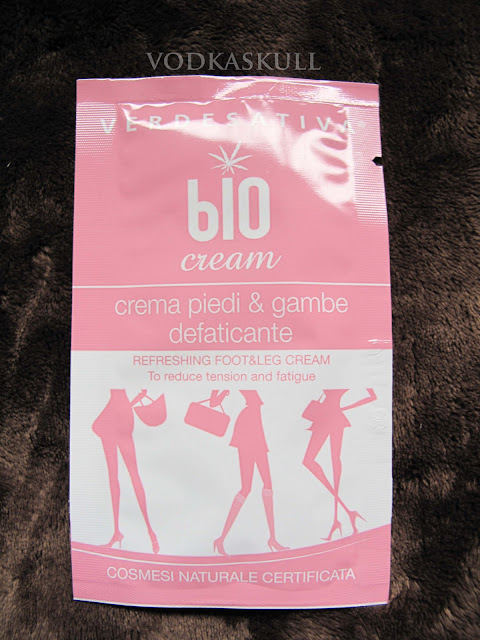 VODKASKULL
VERDESATIVA
bIO
cream
crema piedi & gambe
defaticante
REFRESHING FOOT&LEG CREAM
To reduce tension and fatigue
COSMESI NATURALE CERTIFICATA